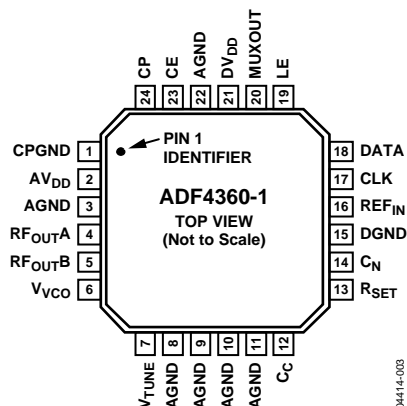 CP
CE
AGND
DVDD
MUXOUT
LE
24
23
22
21
20
19
PIN 1
IDENTIFIER
CPGND 1
AVDD 2
AGND 3
RFOUTA 4
RFOUTB 5
VVCO 6
ADF4360-1
TOP VIEW
(Not to Scale)
18 DATA
17 CLK
16 REFIN
15 DGND
14 CN
13 RSET
7
8
9
10
11
12
VTUNE
AGND
AGND
AGND
AGND
CC
04414-003